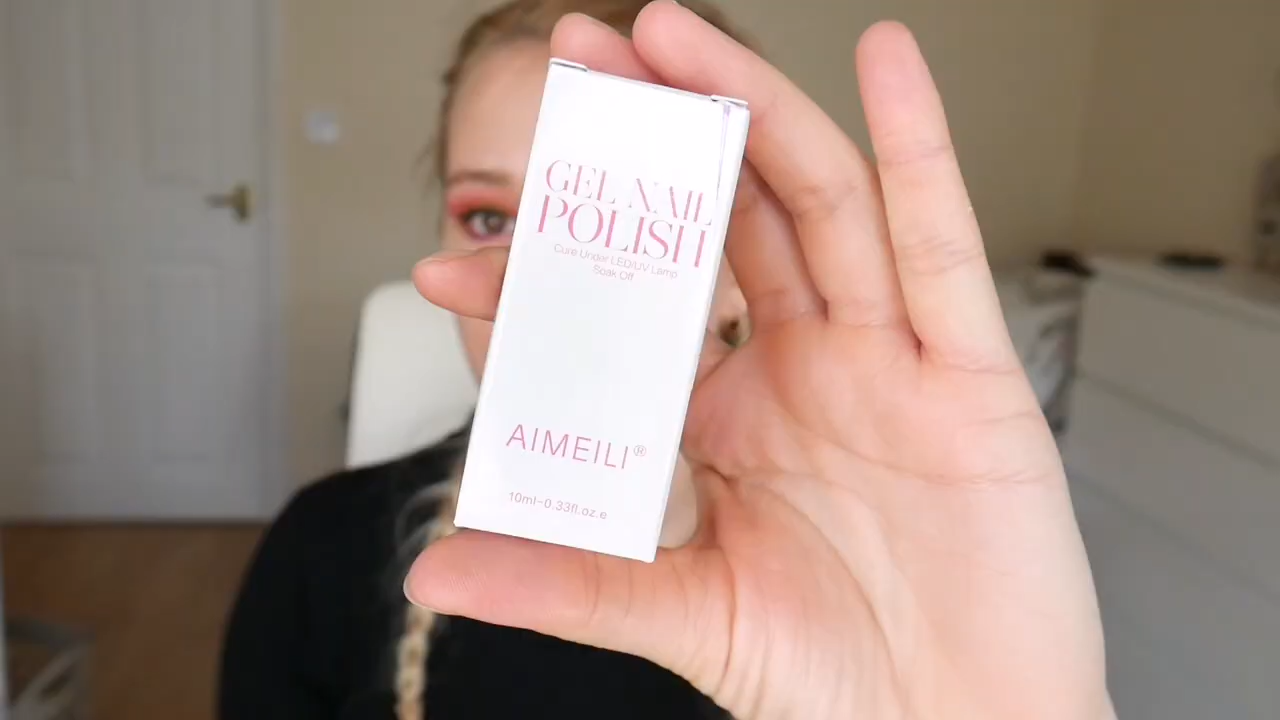 GEL NAIL
POLISH
Cure Under LED/UV Lamp
Soak Off
AIMEILI®
10ml-0.33fl.oz.e